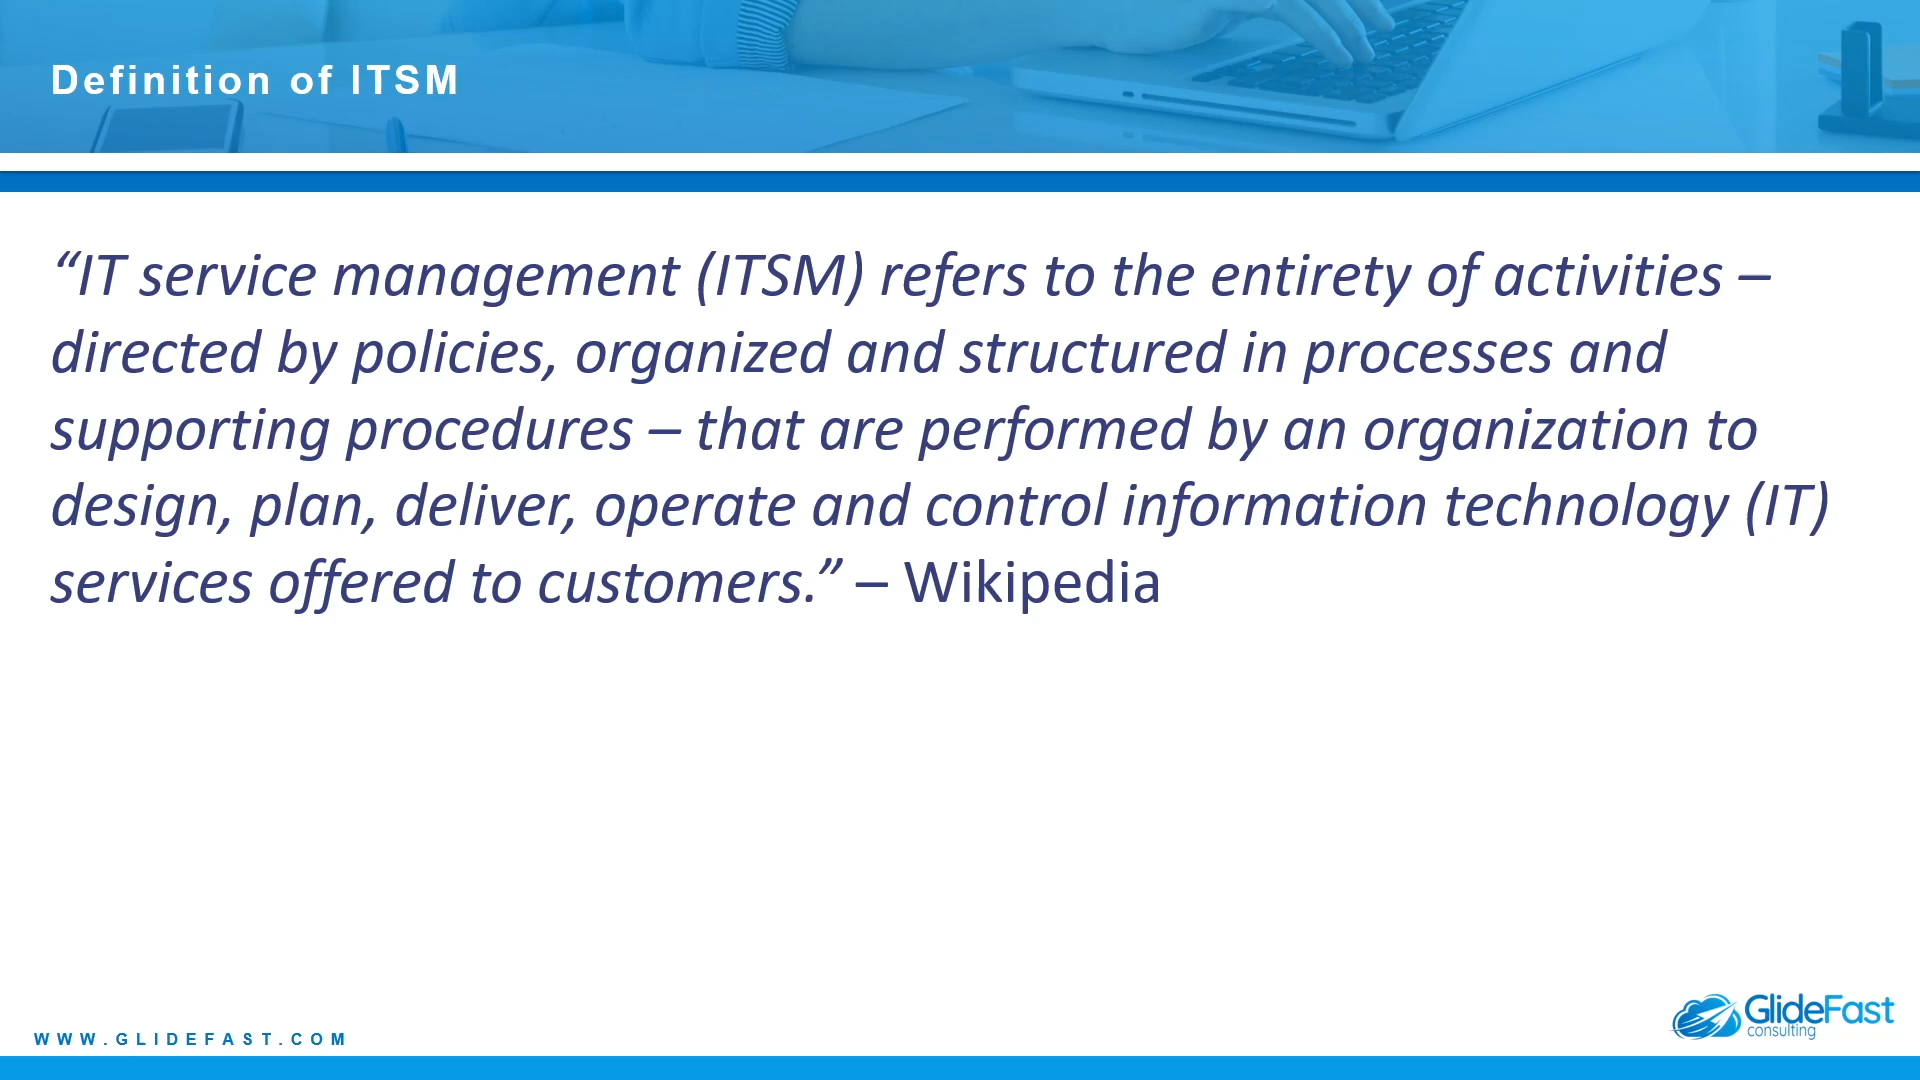 Definition of ITSM
“IT service management (ITSM) refers to the entirety of activities –
directed by policies, organized and structured in processes and
supporting procedures – that are performed by an organization to
design, plan, deliver, operate and control information technology (IT)
services offered to customers.” – Wikipedia
GlideFast
consulting
WWW.GLIDEFAST.COM